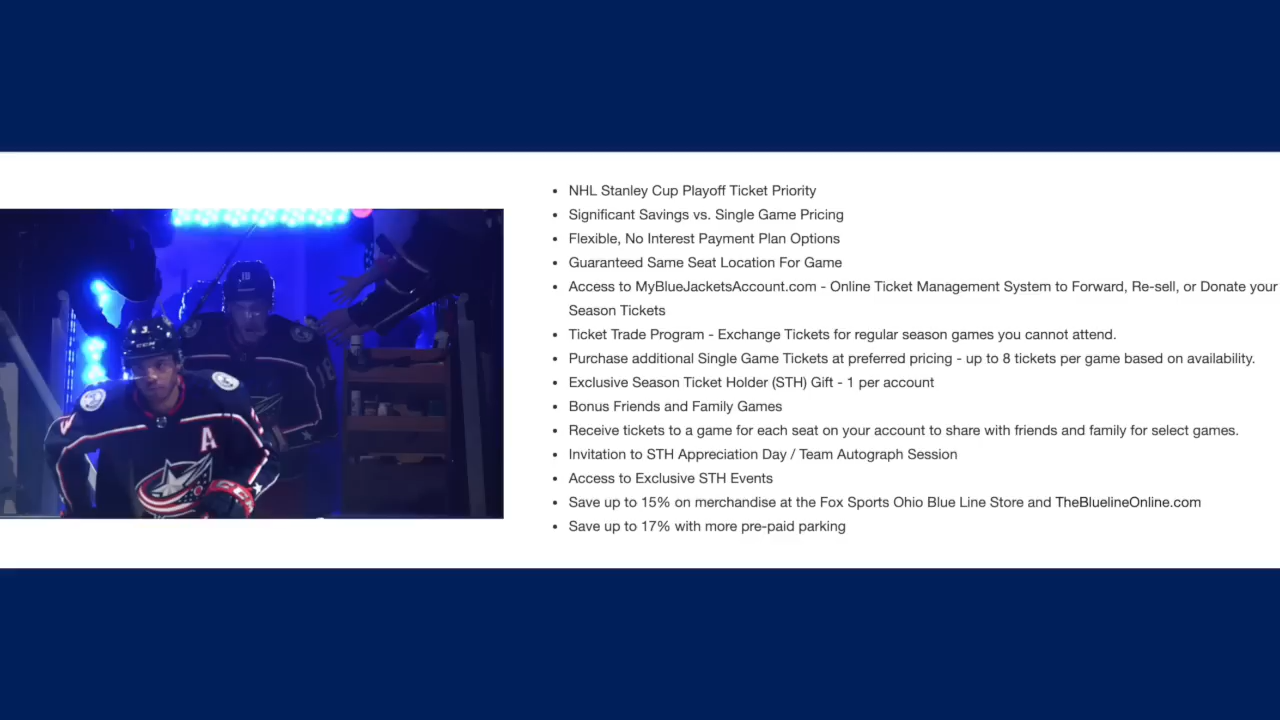 NHL Stanley Cup Playoff Ticket Priority
Significant Savings vs. Single Game Pricing
Flexible, No Interest Payment Plan Options
Guaranteed Same Seat Location For Game
Access to MyBlueJacketsAccount.com - Online Ticket Management System to Forward, Re-sell, or Donate your
Season Tickets
Ticket Trade Program - Exchange Tickets for regular season games you cannot attend.
Purchase additional Single Game Tickets at preferred pricing - up to 8 tickets per game based on availability.
Exclusive Season Ticket Holder (STH) Gift - 1 per account
Bonus Friends and Family Games
Receive tickets to a game for each seat on your account to share with friends and family for select games.
Invitation to STH Appreciation Day / Team Autograph Session
Access to Exclusive STH Events
Save up to 15% on merchandise at the Fox Sports Ohio Blue Line Store and TheBluelineOnline.com
Save up to 17% with more pre-paid parking
A